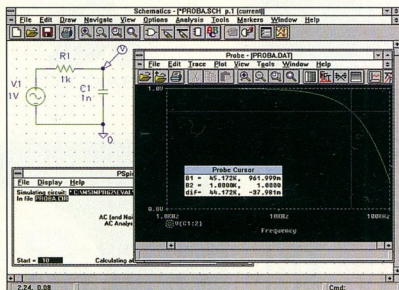 Schematics - [*PROBA.SCH p.1 (current)]
File Edit Draw Navigate View Options Analysis Tools Markers Window Help
R1
1k
V
V1
1V
C1
1n
0
Probe - [PROBA.DAT]
File Edit Trace Plot View Tools Window Help
1.0V
0.0V
1.0KHz 10KHz 100KHz
V(C1:2)
Frequency
Probe Cursor
A1 = 45.172K, 961.999m
A2 = 1.0000K, 1.0000
dif= 44.172K, -37.981m
PSpi
File Display Help
Simulating circuit: * C:\MSIMPR62\EVAL
In file PROBA.CIR
AC (and Noi
AC Analys
Start = 10 Calculating at
2.24, 0.08 Cmd: